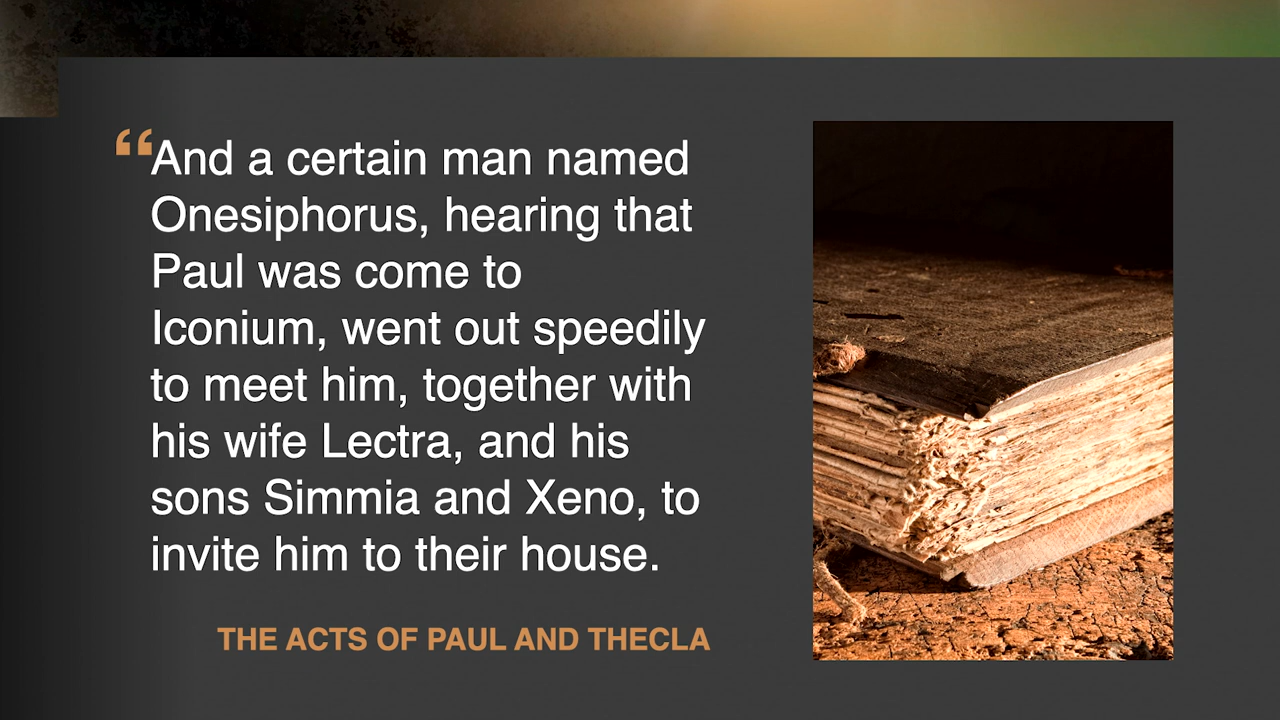 “And a certain man named
Onesiphorus, hearing that
Paul was come to
Iconium, went out speedily
to meet him, together with
his wife Lectra, and his
sons Simmia and Xeno, to
invite him to their house.
THE ACTS OF PAUL AND THECLA